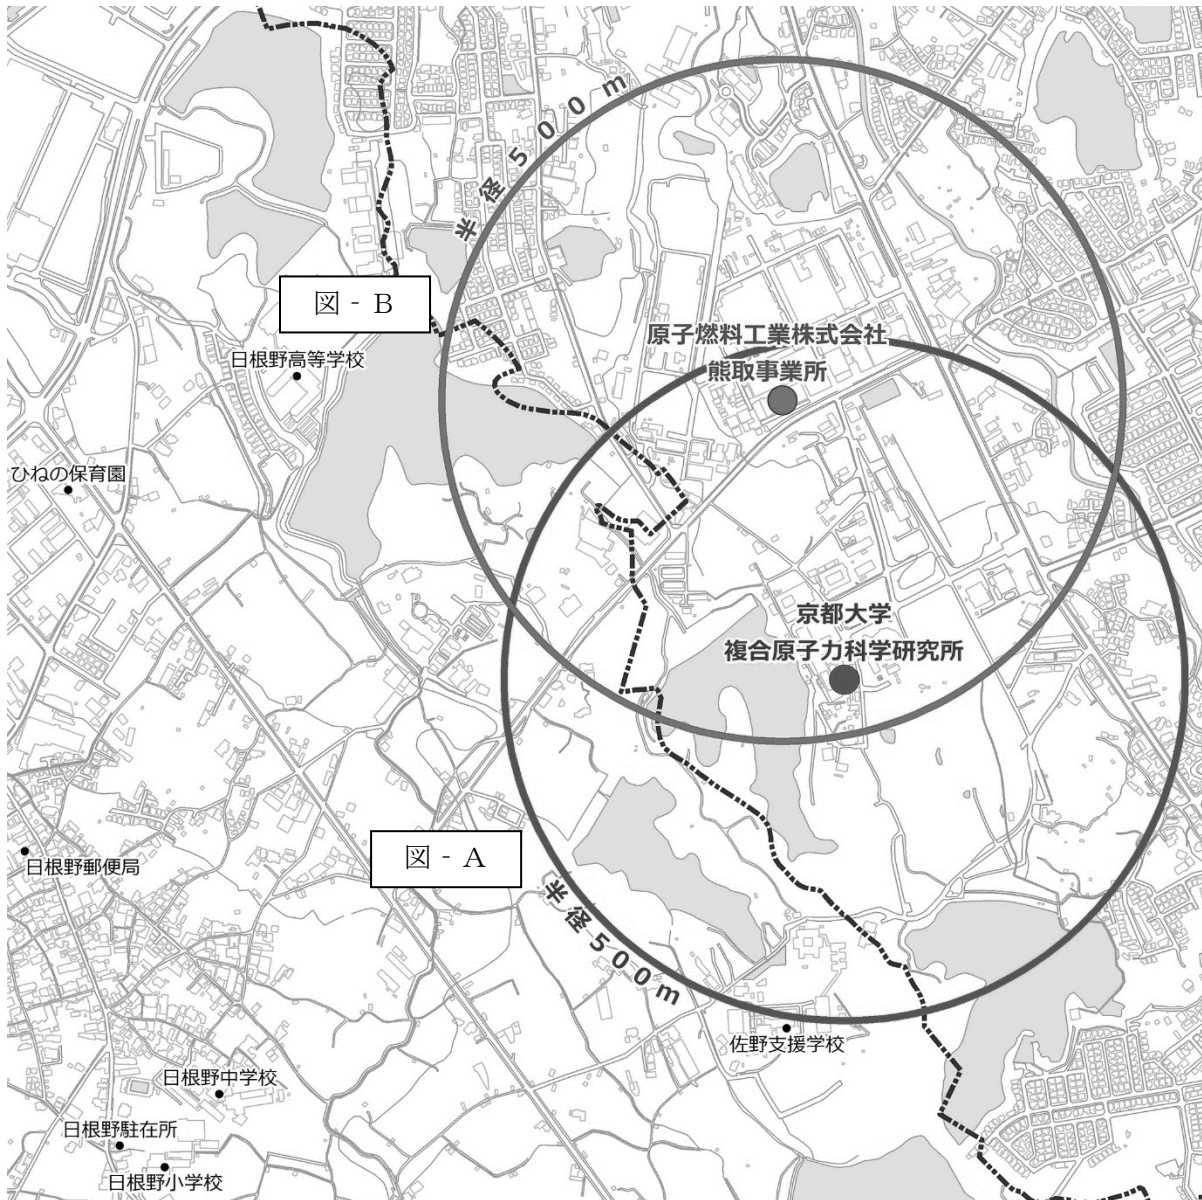 半径500m
図‐B
原子燃料工業株式会社
熊取事業所
日根野高等学校
ひねの保育園
京都大学
複合原子力科学研究所
図‐A
日根野郵便局
半径500m
佐野支援学校
日根野中学校
日根野駐在所
日根野小学校